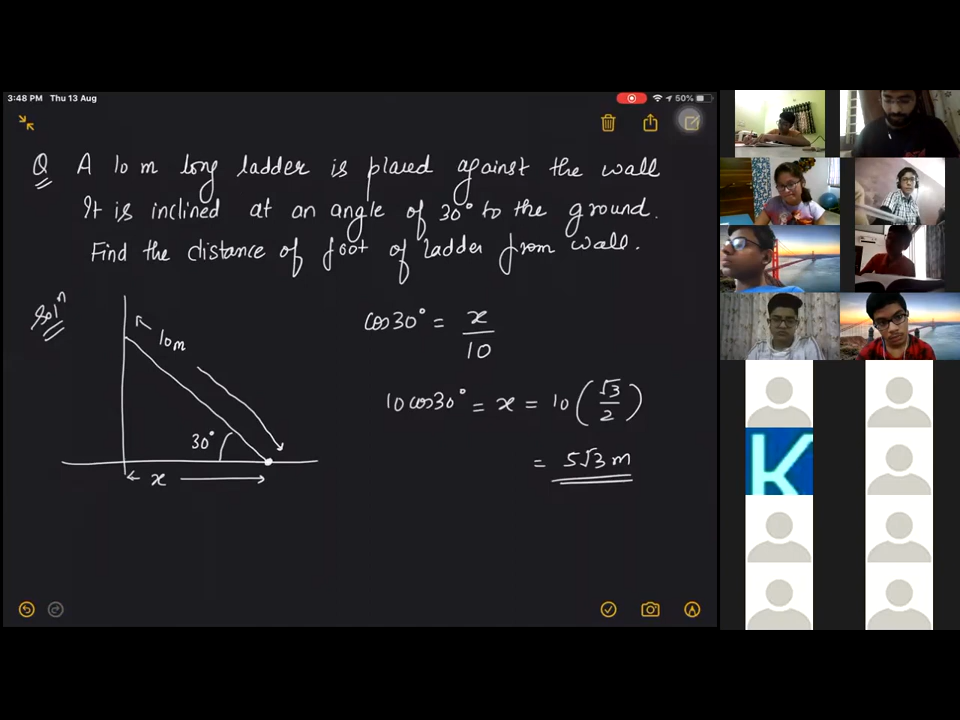 3:48 PM Thu 13 Aug
50%
Q A 10 m long ladder is placed against the wall
It is inclined at an angle of 30° to the ground.
Find the distance of foot of ladder from wall.
Solⁿ
10m
30°
x
cos30° = x/10
10cos30° = x = 10(√3/2)
= 5√3 m
K